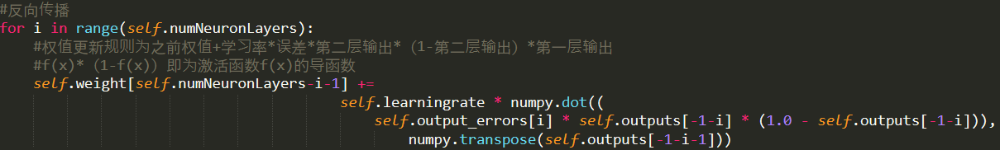 #反向传播
for i in range(self.numNeuronLayers):
#权值更新规则为之前权值+学习率*误差*第二层输出*（1-第二层输出）*第一层输出
#f(x)*（1-f(x)）即为激活函数f(x)的导函数
self.weight[self.numNeuronLayers-i-1] +=
self.learningrate * numpy.dot((
self.output_errors[i] * self.outputs[-1-i] * (1.0 - self.outputs[-1-i])),
numpy.transpose(self.outputs[-1-i-1]))